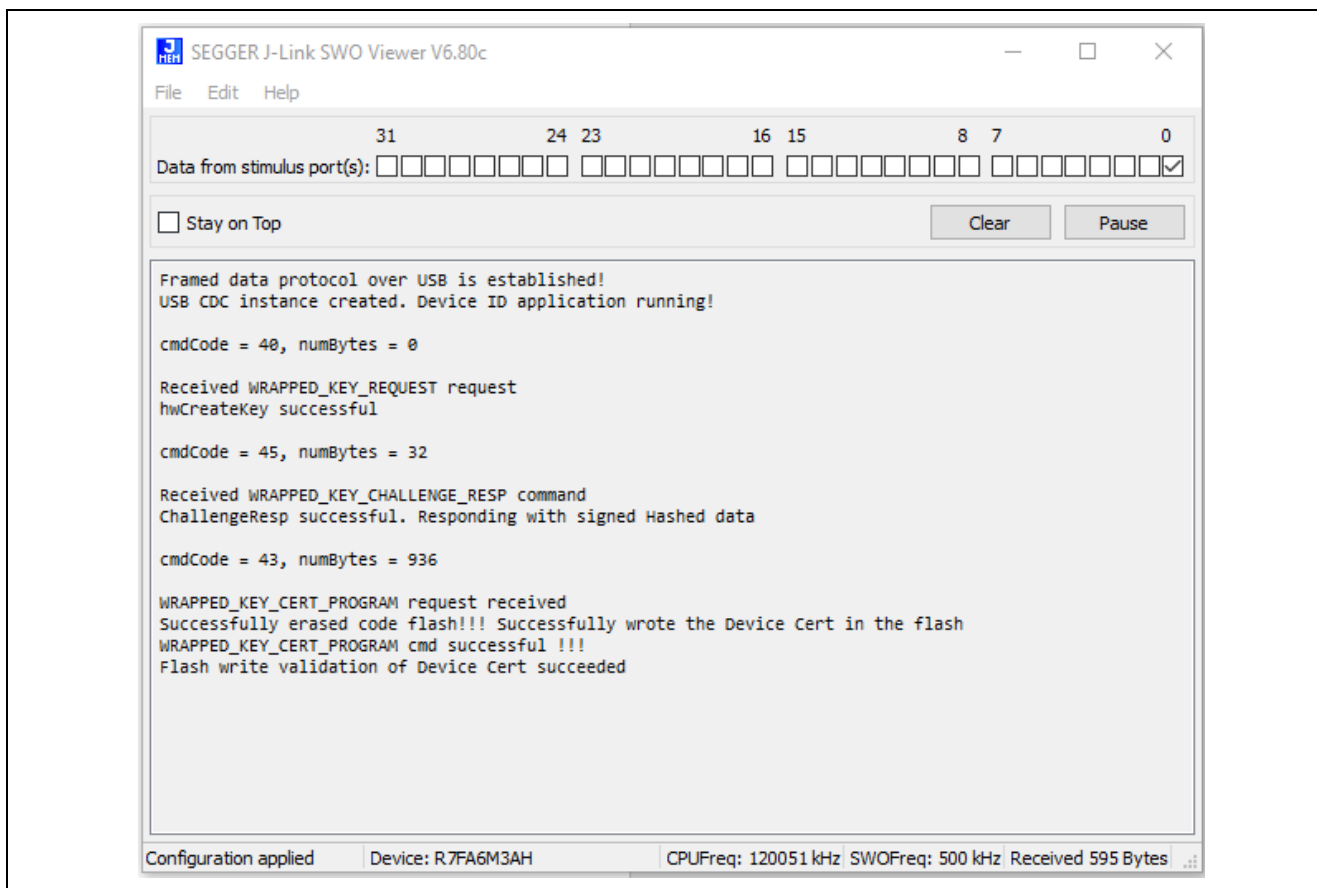 SEGGER J-Link SWO Viewer V6.80c
File Edit Help
31 24 23 16 15 8 7 0
Data from stimulus port(s):
Stay on Top Clear Pause
Framed data protocol over USB is established!
USB CDC instance created. Device ID application running!
cmdCode = 40, numBytes = 0
Received WRAPPED_KEY_REQUEST request
hwCreateKey successful
cmdCode = 45, numBytes = 32
Received WRAPPED_KEY_CHALLENGE_RESP command
ChallengeResp successful. Responding with signed Hashed data
cmdCode = 43, numBytes = 936
WRAPPED_KEY_CERT_PROGRAM request received
Successfully erased code flash!!! Successfully wrote the Device Cert in the flash
WRAPPED_KEY_CERT_PROGRAM cmd successful !!!
Flash write validation of Device Cert succeeded
Configuration applied Device: R7FA6M3AH CPUFreq: 120051 kHz SWOFreq: 500 kHz Received 595 Bytes